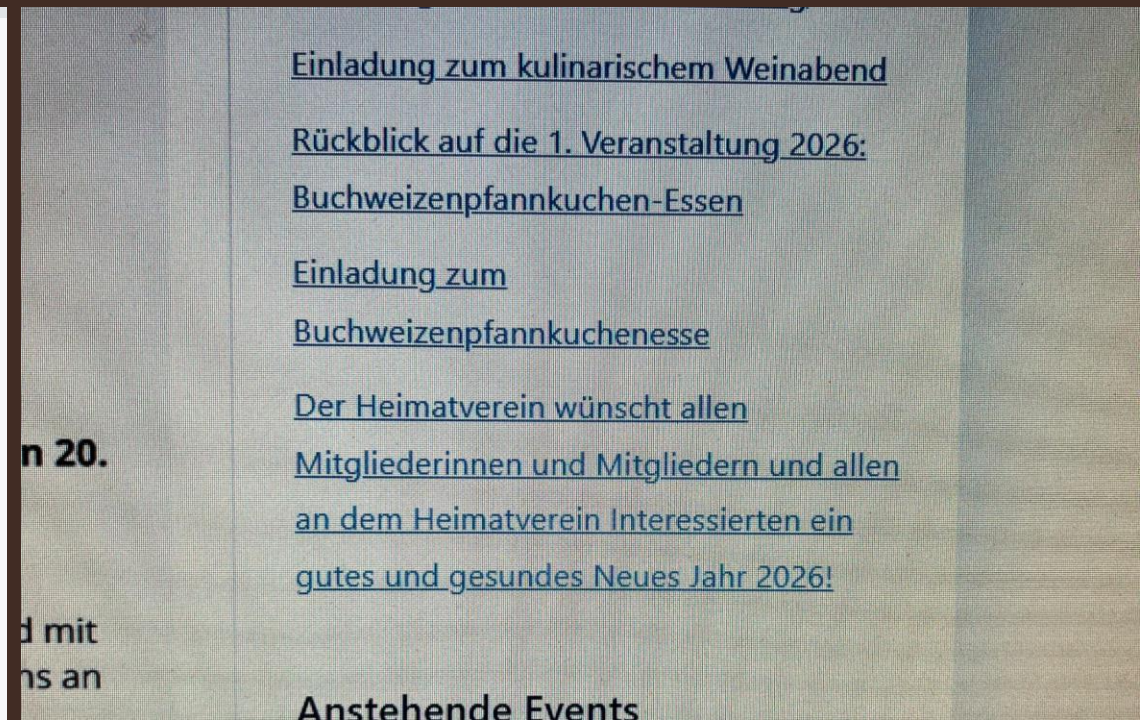 Einladung zum kulinarischem Weinabend
Rückblick auf die 1. Veranstaltung 2026:
Buchweizenpfannkuchen-Essen
Einladung zum
Buchweizenpfannkuchenesse
Der Heimatverein wünscht allen
n 20.
Mitgliederinnen und Mitgliedern und allen
an dem Heimatverein Interessierten ein
gutes und gesundes Neues Jahr 2026!
d mit
ns an
Anstehende Events